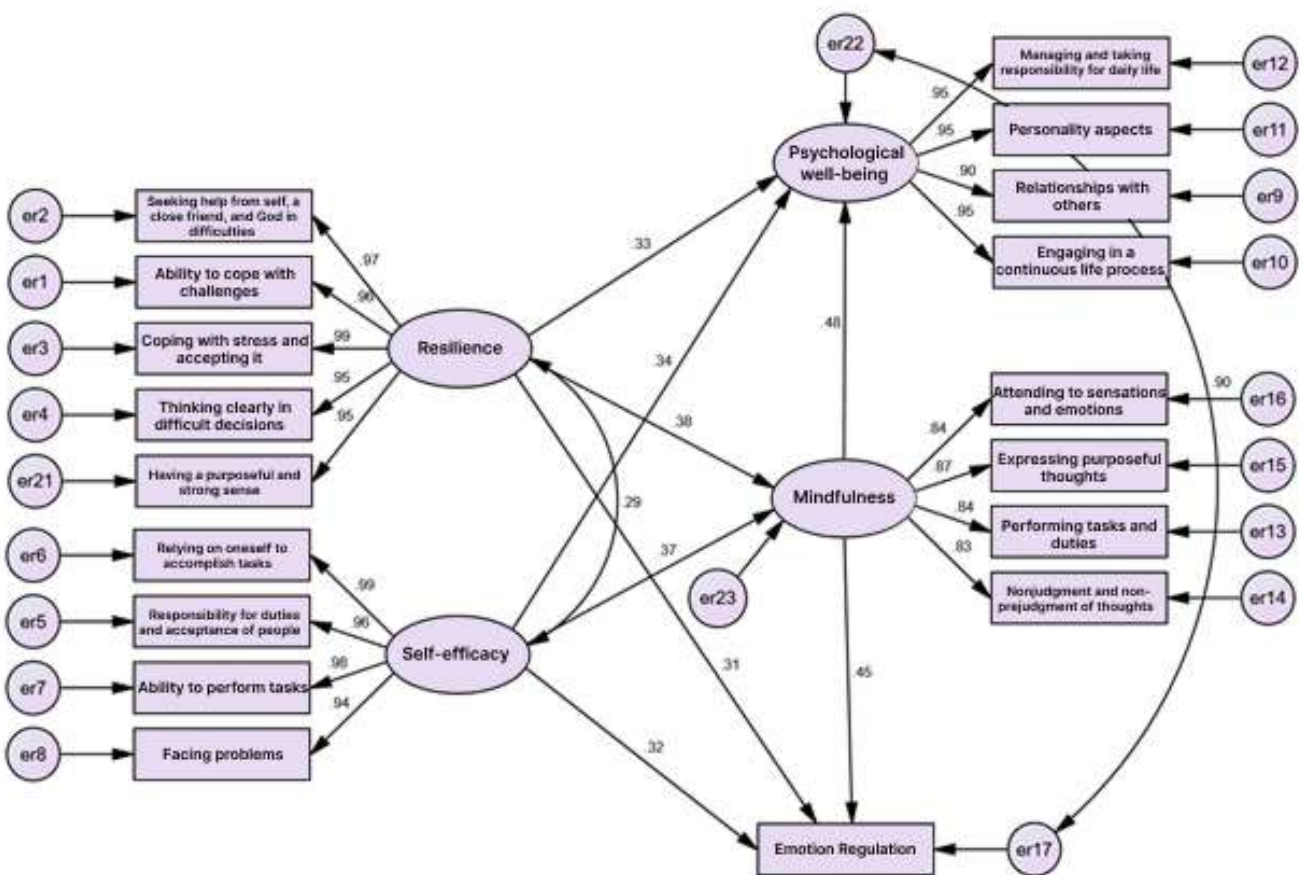 er22
Managing and taking
responsibility for daily life
er12
.95
Personality aspects
er11
.95
Psychological
well-being
.90
Relationships with
others
er9
.95
Engaging in a
continuous life process
er10
er2
Seeking help from self, a
close friend, and God in
difficulties
.97
er1
Ability to cope with
challenges
.96
er3
Coping with stress and
accepting it
.99
Resilience
er4
Thinking clearly in
difficult decisions
.95
er21
Having a purposeful and
strong sense
.95
.33
.34
.48
.38
.29
.37
Attending to sensations
and emotions
.90
er16
.84
Expressing purposeful
thoughts
er15
.87
Mindfulness
.84
Performing tasks and
duties
er13
.83
Nonjudgment and non-
prejudgment of thoughts
er14
er23
er6
Relying on oneself to
accomplish tasks
.99
er5
Responsibility for duties
and acceptance of people
.96
Self-efficacy
er7
Ability to perform tasks
.98
er8
Facing problems
.94
.31
.45
.32
Emotion Regulation
er17